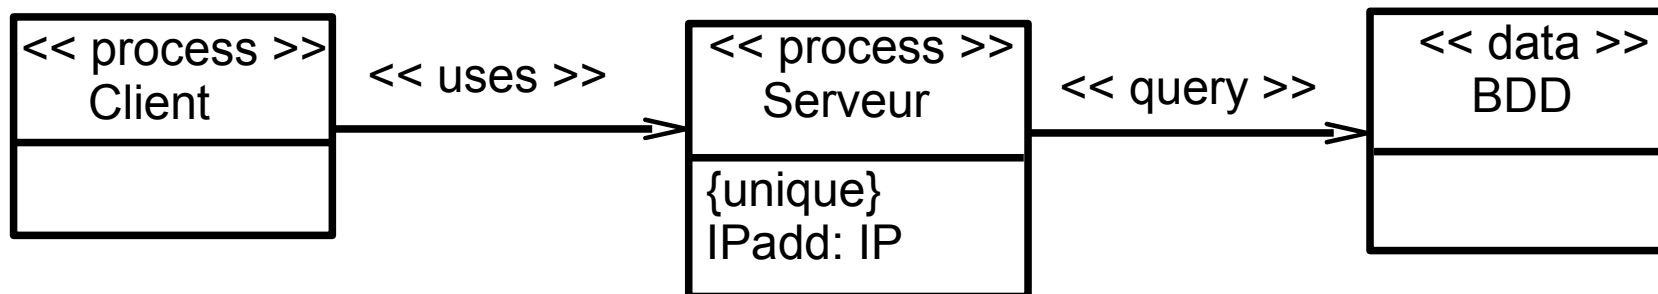 << process >>
Client
<< uses >>
<< process >>
Serveur
{unique}
IPadd: IP
<< query >>
<< data >>
BDD